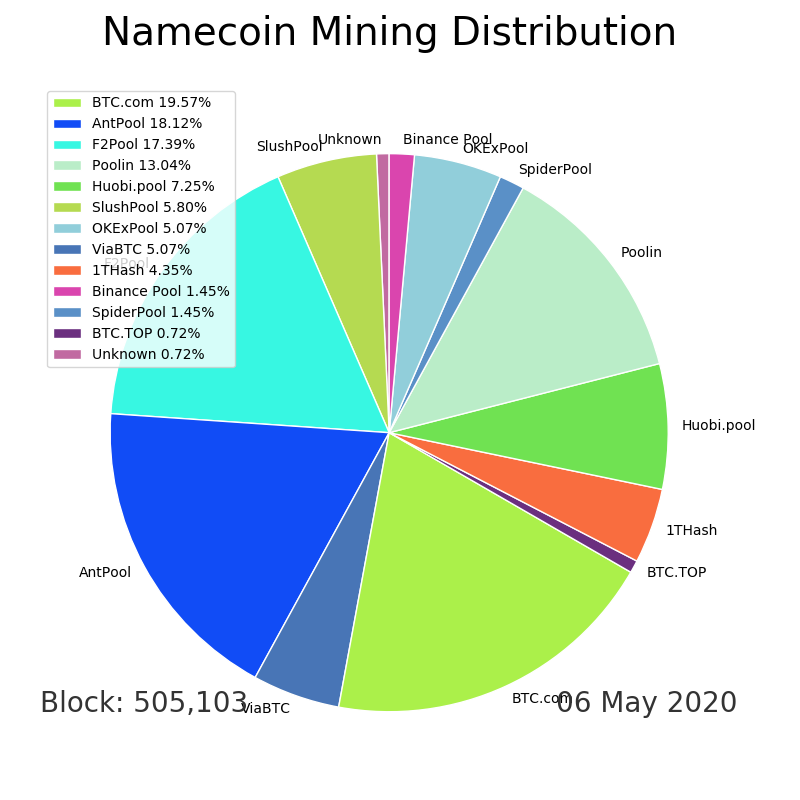 Namecoin Mining Distribution
BTC.com 19.57%
AntPool 18.12%
F2Pool 17.39%
Poolin 13.04%
Huobi.pool 7.25%
SlushPool 5.80%
OKExPool 5.07%
ViaBTC 5.07%
1THash 4.35%
Binance Pool 1.45%
SpiderPool 1.45%
BTC.TOP 0.72%
Unknown 0.72%
SlushPool
Unknown
Binance Pool
OKExPool
SpiderPool
Poolin
F2Pool
Huobi.pool
1THash
BTC.TOP
AntPool
BTC.com
ViaBTC
Block: 505,103
06 May 2020